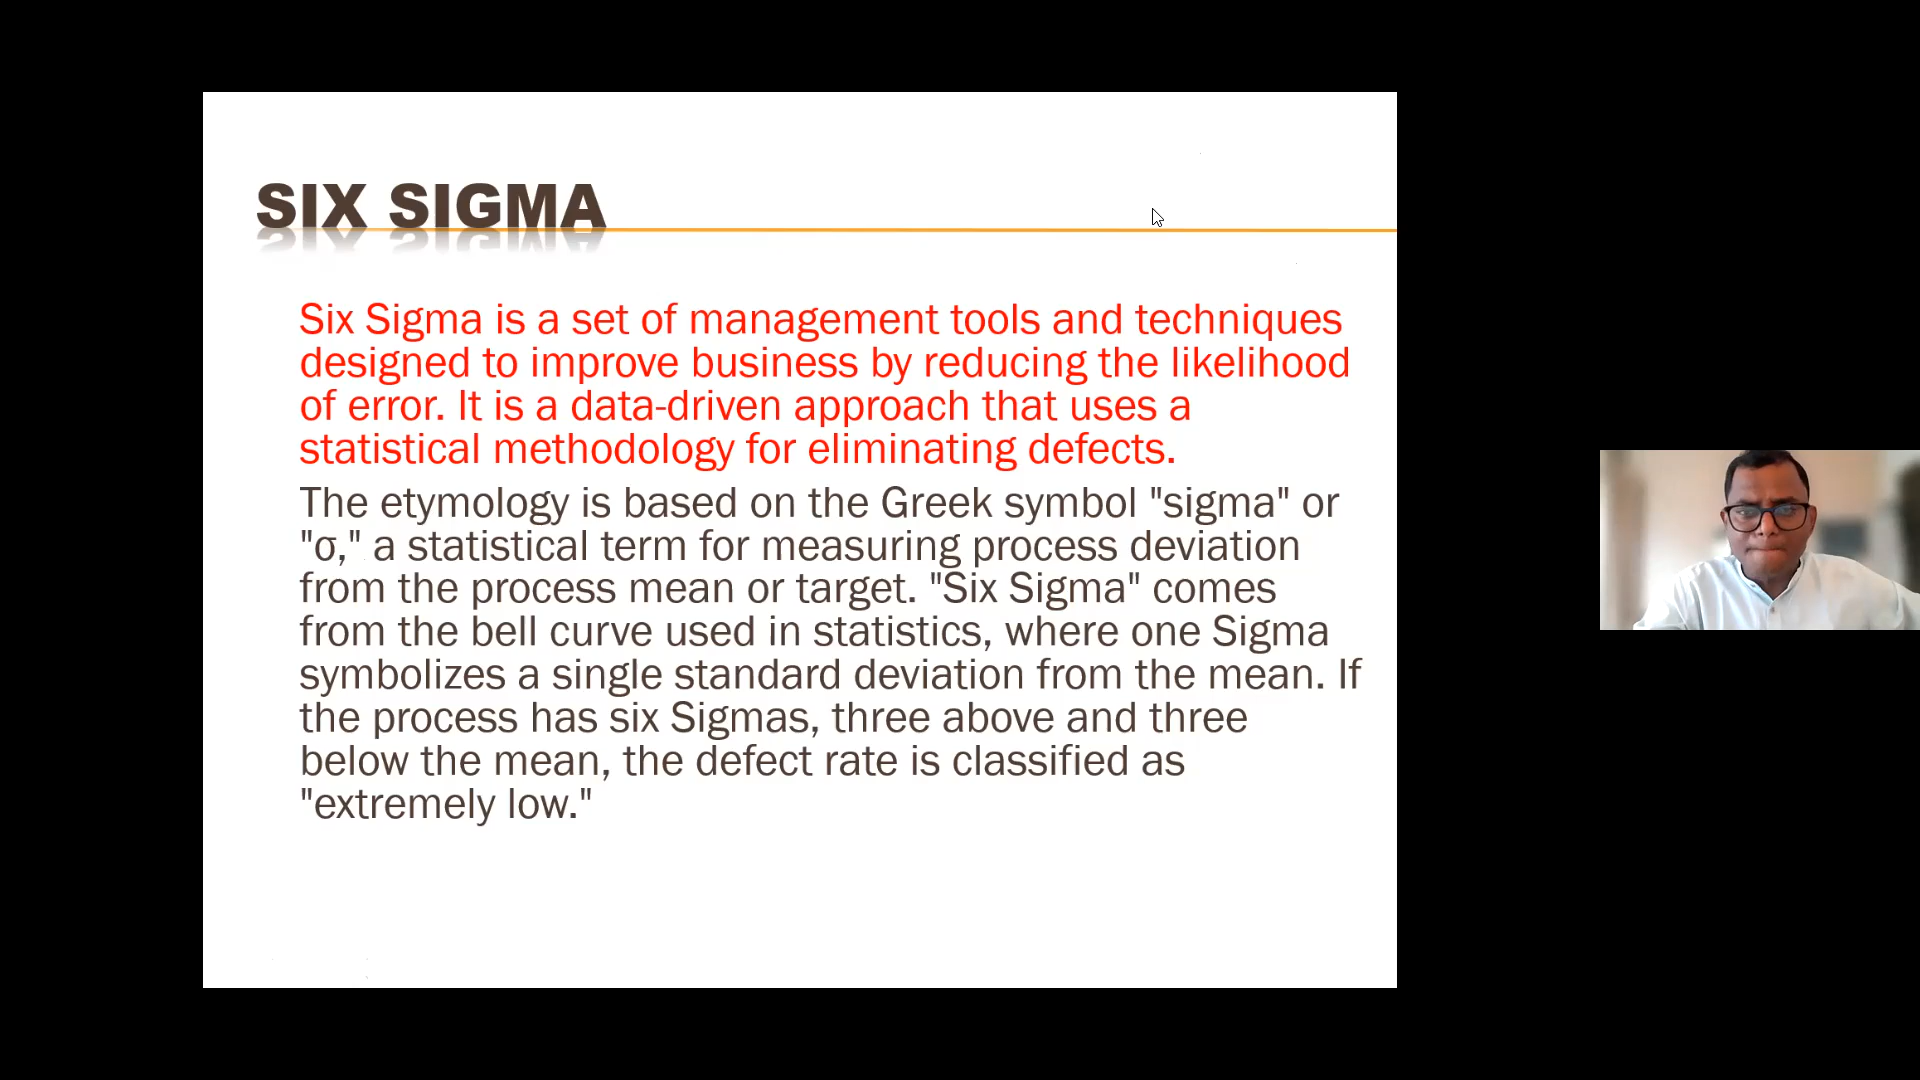 SIX SIGMA
Six Sigma is a set of management tools and techniques
designed to improve business by reducing the likelihood
of error. It is a data-driven approach that uses a
statistical methodology for eliminating defects.
The etymology is based on the Greek symbol "sigma" or
"σ," a statistical term for measuring process deviation
from the process mean or target. "Six Sigma" comes
from the bell curve used in statistics, where one Sigma
symbolizes a single standard deviation from the mean. If
the process has six Sigmas, three above and three
below the mean, the defect rate is classified as
"extremely low."